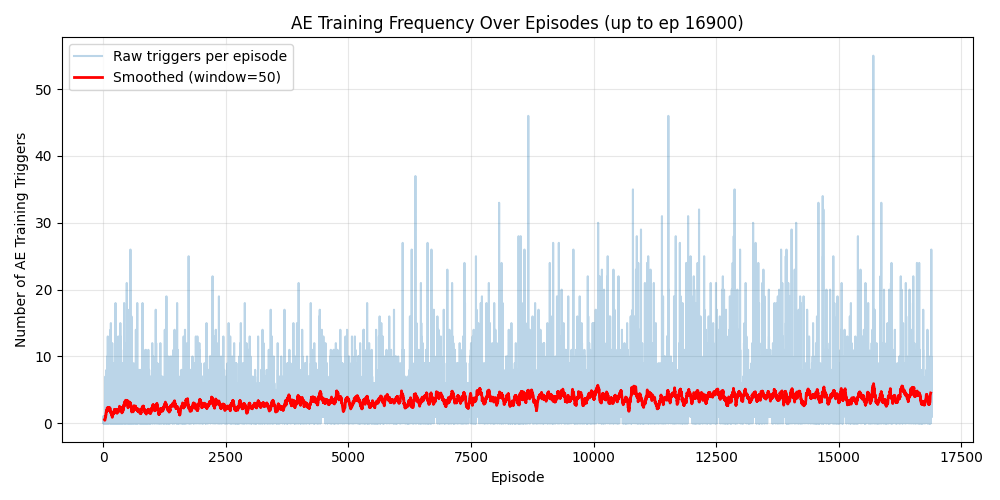 AE Training Frequency Over Episodes (up to ep 16900)
Raw triggers per episode
Smoothed (window=50)
Number of AE Training Triggers
50
40
30
20
10
0
0
2500
5000
7500
10000
12500
15000
17500
Episode